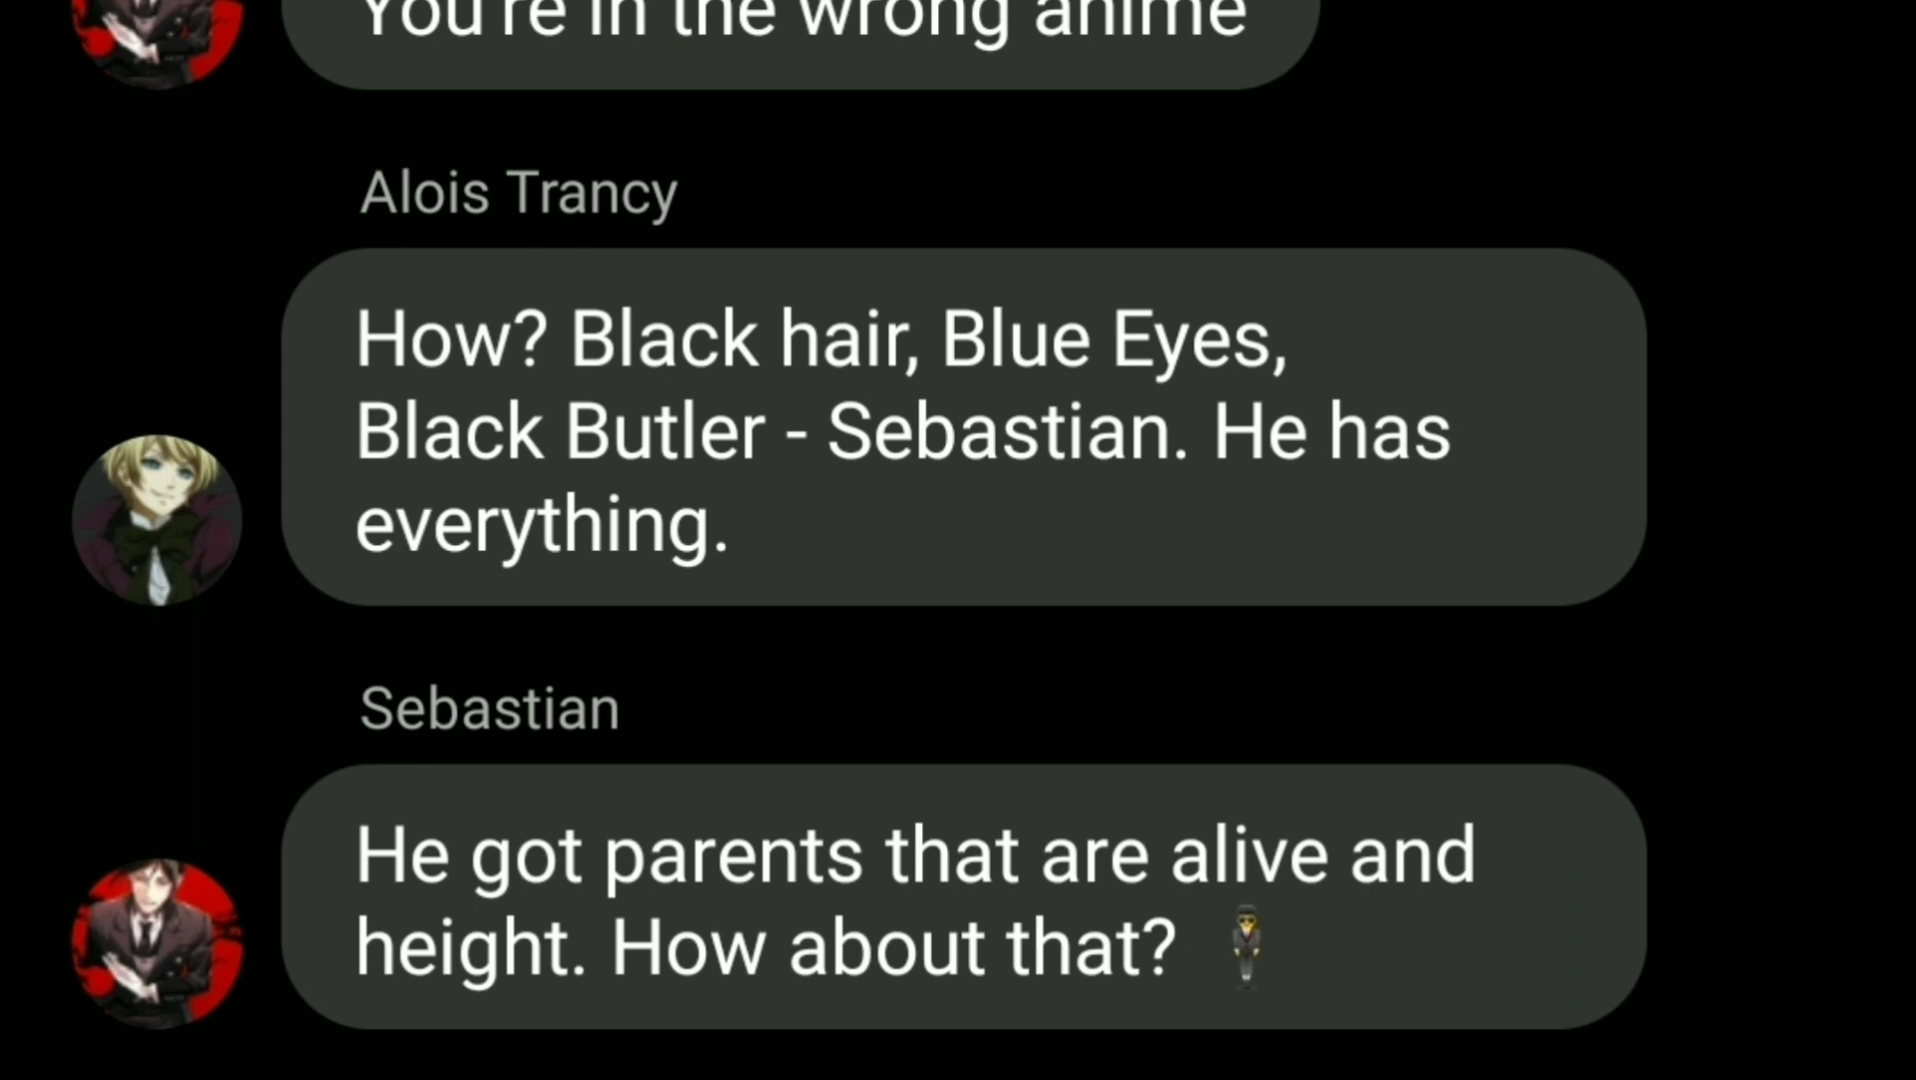 You're in the wrong anime
Alois Trancy
How? Black hair, Blue Eyes,
Black Butler - Sebastian. He has
everything.
Sebastian
He got parents that are alive and
height. How about that? 🕴